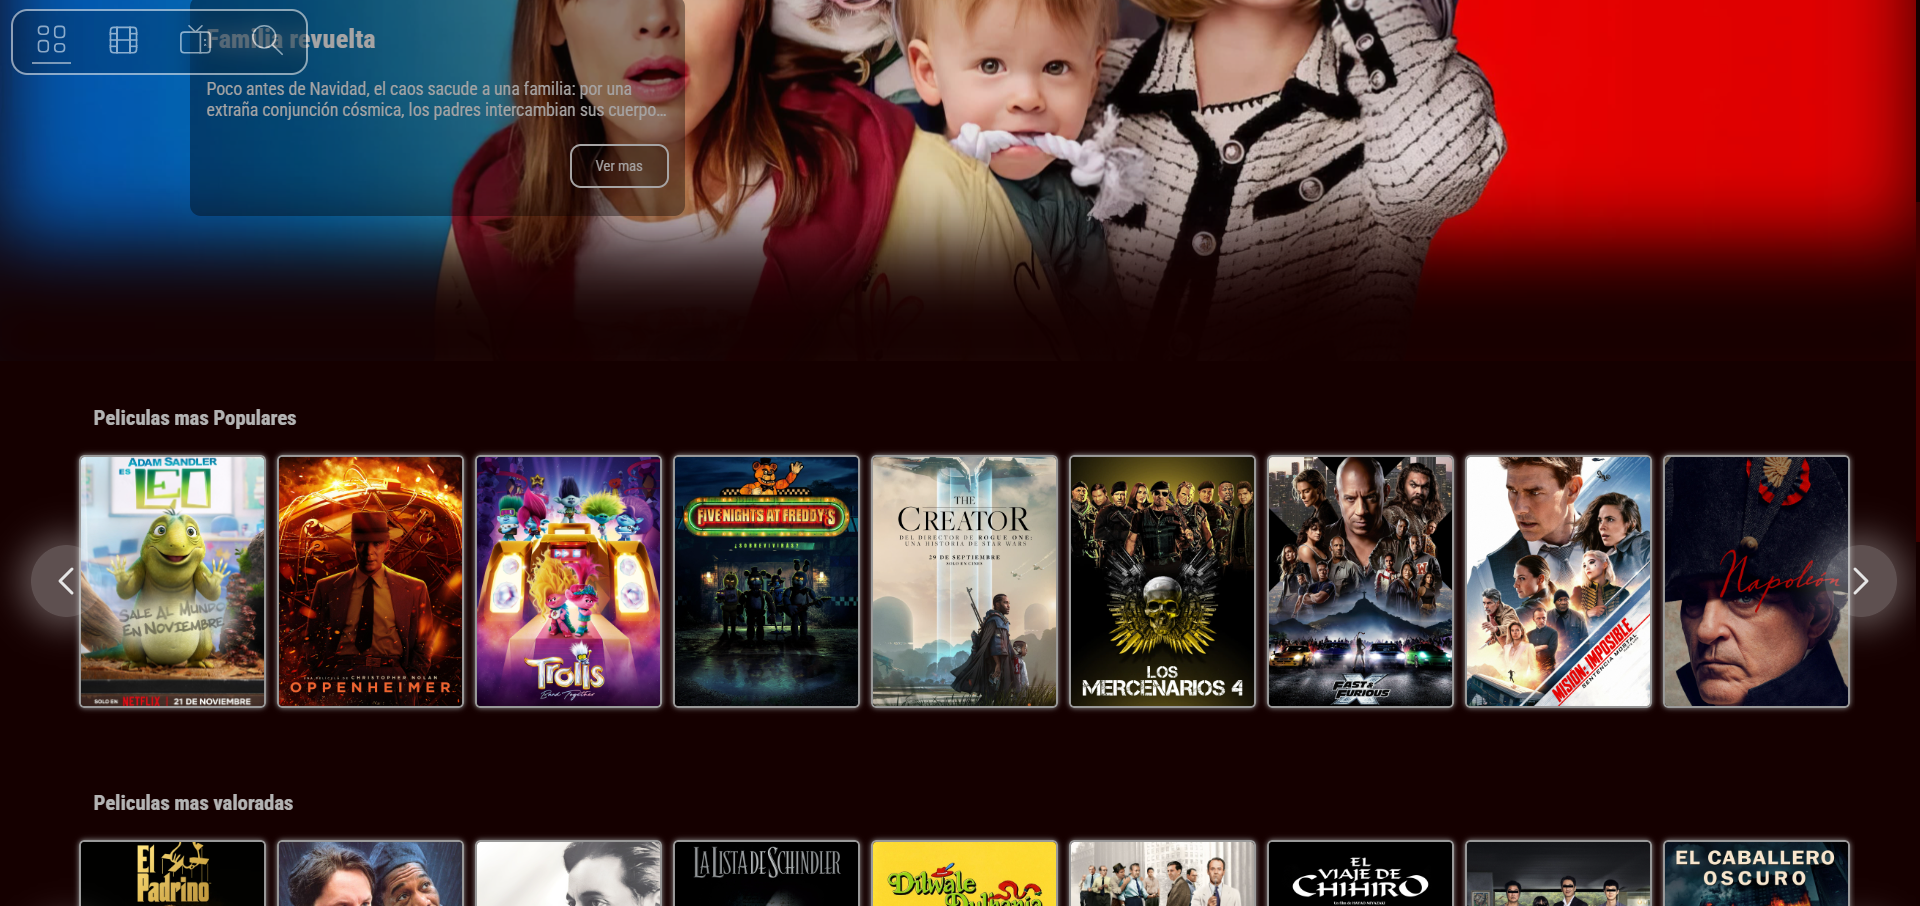 Familia revuelta
Poco antes de Navidad, el caos sacude a una familia: por una
extraña conjunción cósmica, los padres intercambian sus cuerpo...
Ver mas
Peliculas mas Populares
ADAM SANDLER
ES LEO
SALE AL MUNDO
EN NOVIEMBRE
SOLO EN NETFLIX 21 DE NOVIEMBRE
UNA PELÍCULA DE CHRISTOPHER NOLAN
OPPENHEIMER
TROLLS
Band Together
FIVE NIGHTS AT FREDDY'S
¿SOBREVIVIRÁS?
THE
CREATOR
DEL DIRECTOR DE ROGUE ONE:
UNA HISTORIA DE STAR WARS
29 DE SEPTIEMBRE
SOLO EN CINES
LOS
MERCENARIOS 4
FAST &
FURIOUS
X
MISIÓN: IMPOSIBLE
SENTENCIA MORTAL
Napoleón
Peliculas mas valoradas
El
Padrino
LA LISTA DE SCHINDLER
Dilwale
Dulhania
EL
VIAJE DE
CHIHIRO
EL CABALLERO
OSCURO